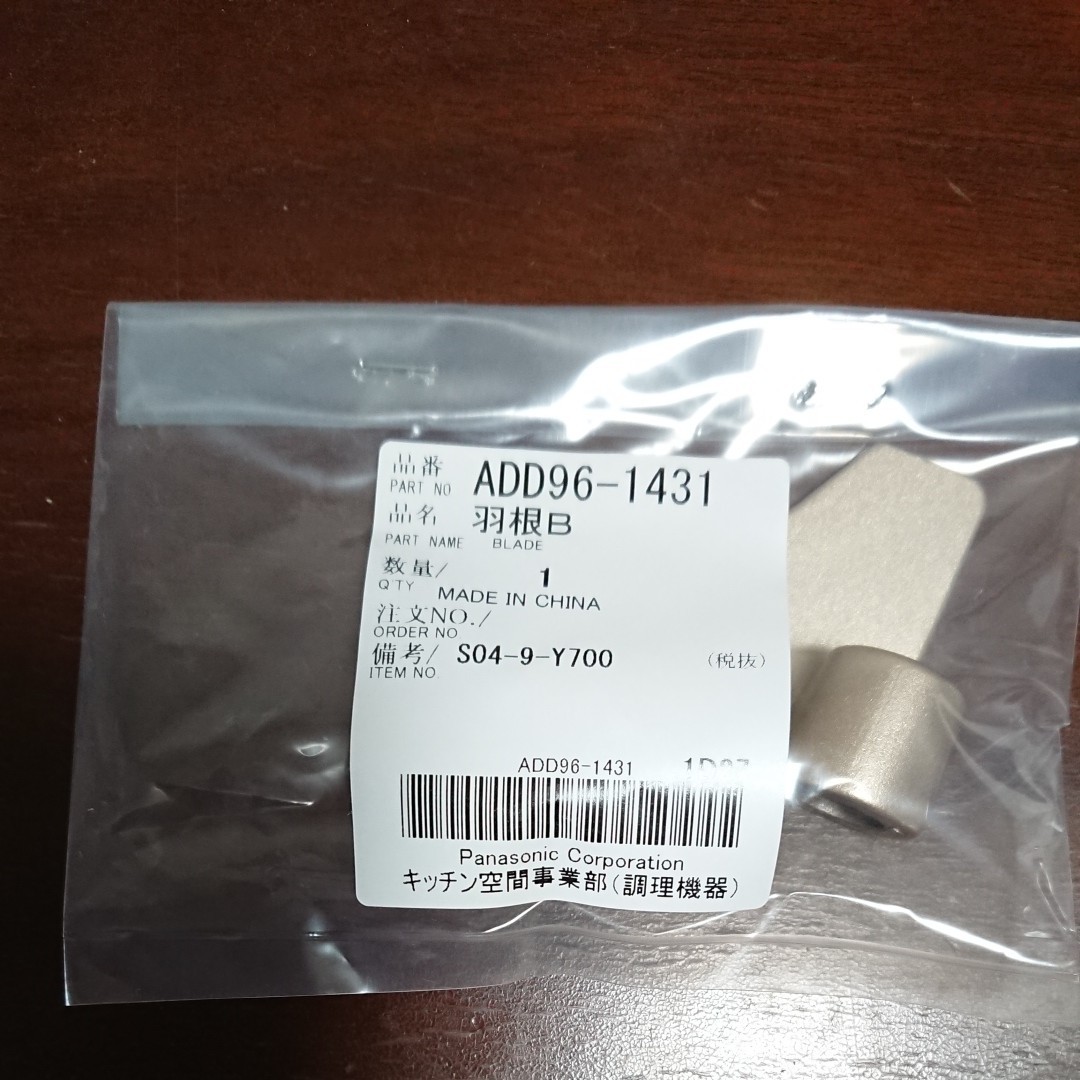 品番 ADD96-1431
PART NO
品名 羽根B
PART NAME BLADE
数量/ 1
Q'TY MADE IN CHINA
注文NO./
ORDER NO
備考/ S04-9-Y700 (税抜)
ITEM NO.
ADD96-1431
Panasonic Corporation
キッチン空間事業部(調理機器)